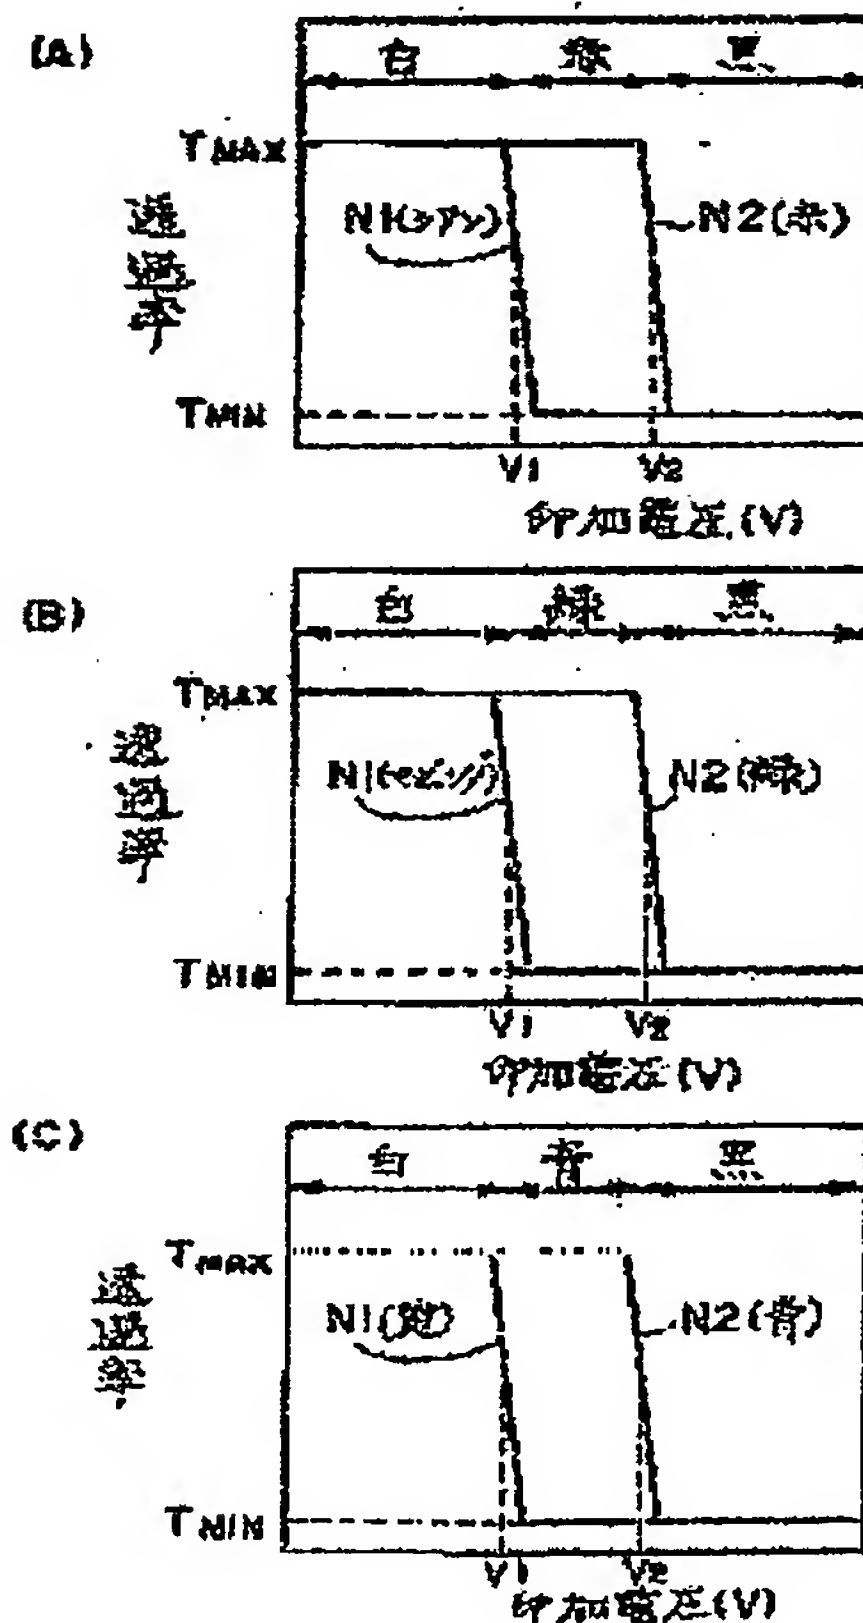 (A)
白 赤 黒
TMAX
透過率
N1(シアン) N2(赤)
TMIN
V1 V2
印加電圧(V)
(B)
白 緑 黒
TMAX
透過率
N1(マゼンダ) N2(緑)
TMIN
V1 V2
印加電圧(V)
(C)
白 青 黒
TMAX
透過率
N1(黄) N2(青)
TMIN
V1 V2
印加電圧(V)